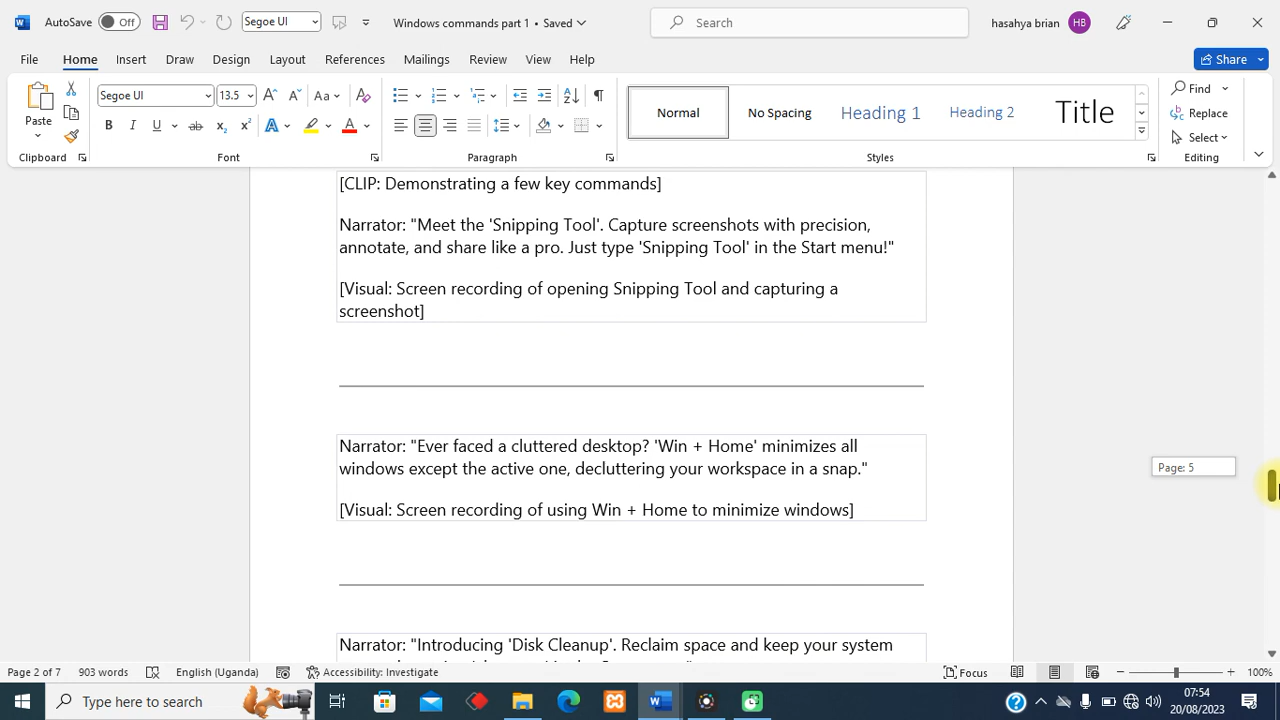 AutoSave Off Segoe UI Windows commands part 1 • Saved Search hasahya brian HB
File Home Insert Draw Design Layout References Mailings Review View Help Share
Paste Segoe UI 13.5 Aa Normal No Spacing Heading 1 Heading 2 Title Find
Replace
B I U ab x₂ x² A A Select
Clipboard Font Paragraph Styles Editing
[CLIP: Demonstrating a few key commands]
Narrator: "Meet the 'Snipping Tool'. Capture screenshots with precision,
annotate, and share like a pro. Just type 'Snipping Tool' in the Start menu!"
[Visual: Screen recording of opening Snipping Tool and capturing a
screenshot]
Narrator: "Ever faced a cluttered desktop? 'Win + Home' minimizes all
windows except the active one, decluttering your workspace in a snap."
Page: 5
[Visual: Screen recording of using Win + Home to minimize windows]
Narrator: "Introducing 'Disk Cleanup'. Reclaim space and keep your system
Page 2 of 7 903 words English (Uganda) Accessibility: Investigate Focus 100%
Type here to search 07:54
20/08/2023